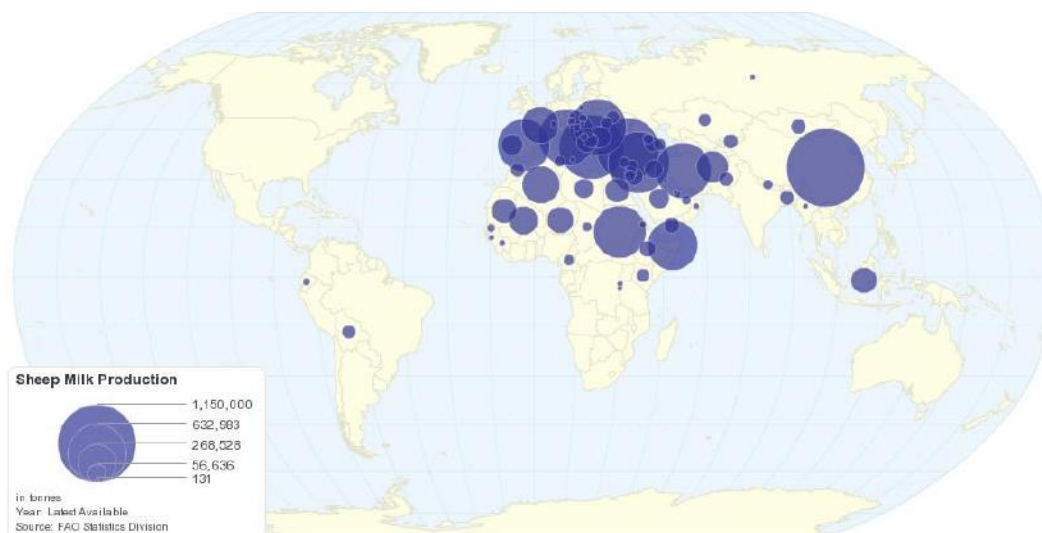 Sheep Milk Production
1,150,000
632,983
268,528
56,636
131
in tonnes
Year: Latest Available
Source: FAO Statistics Division